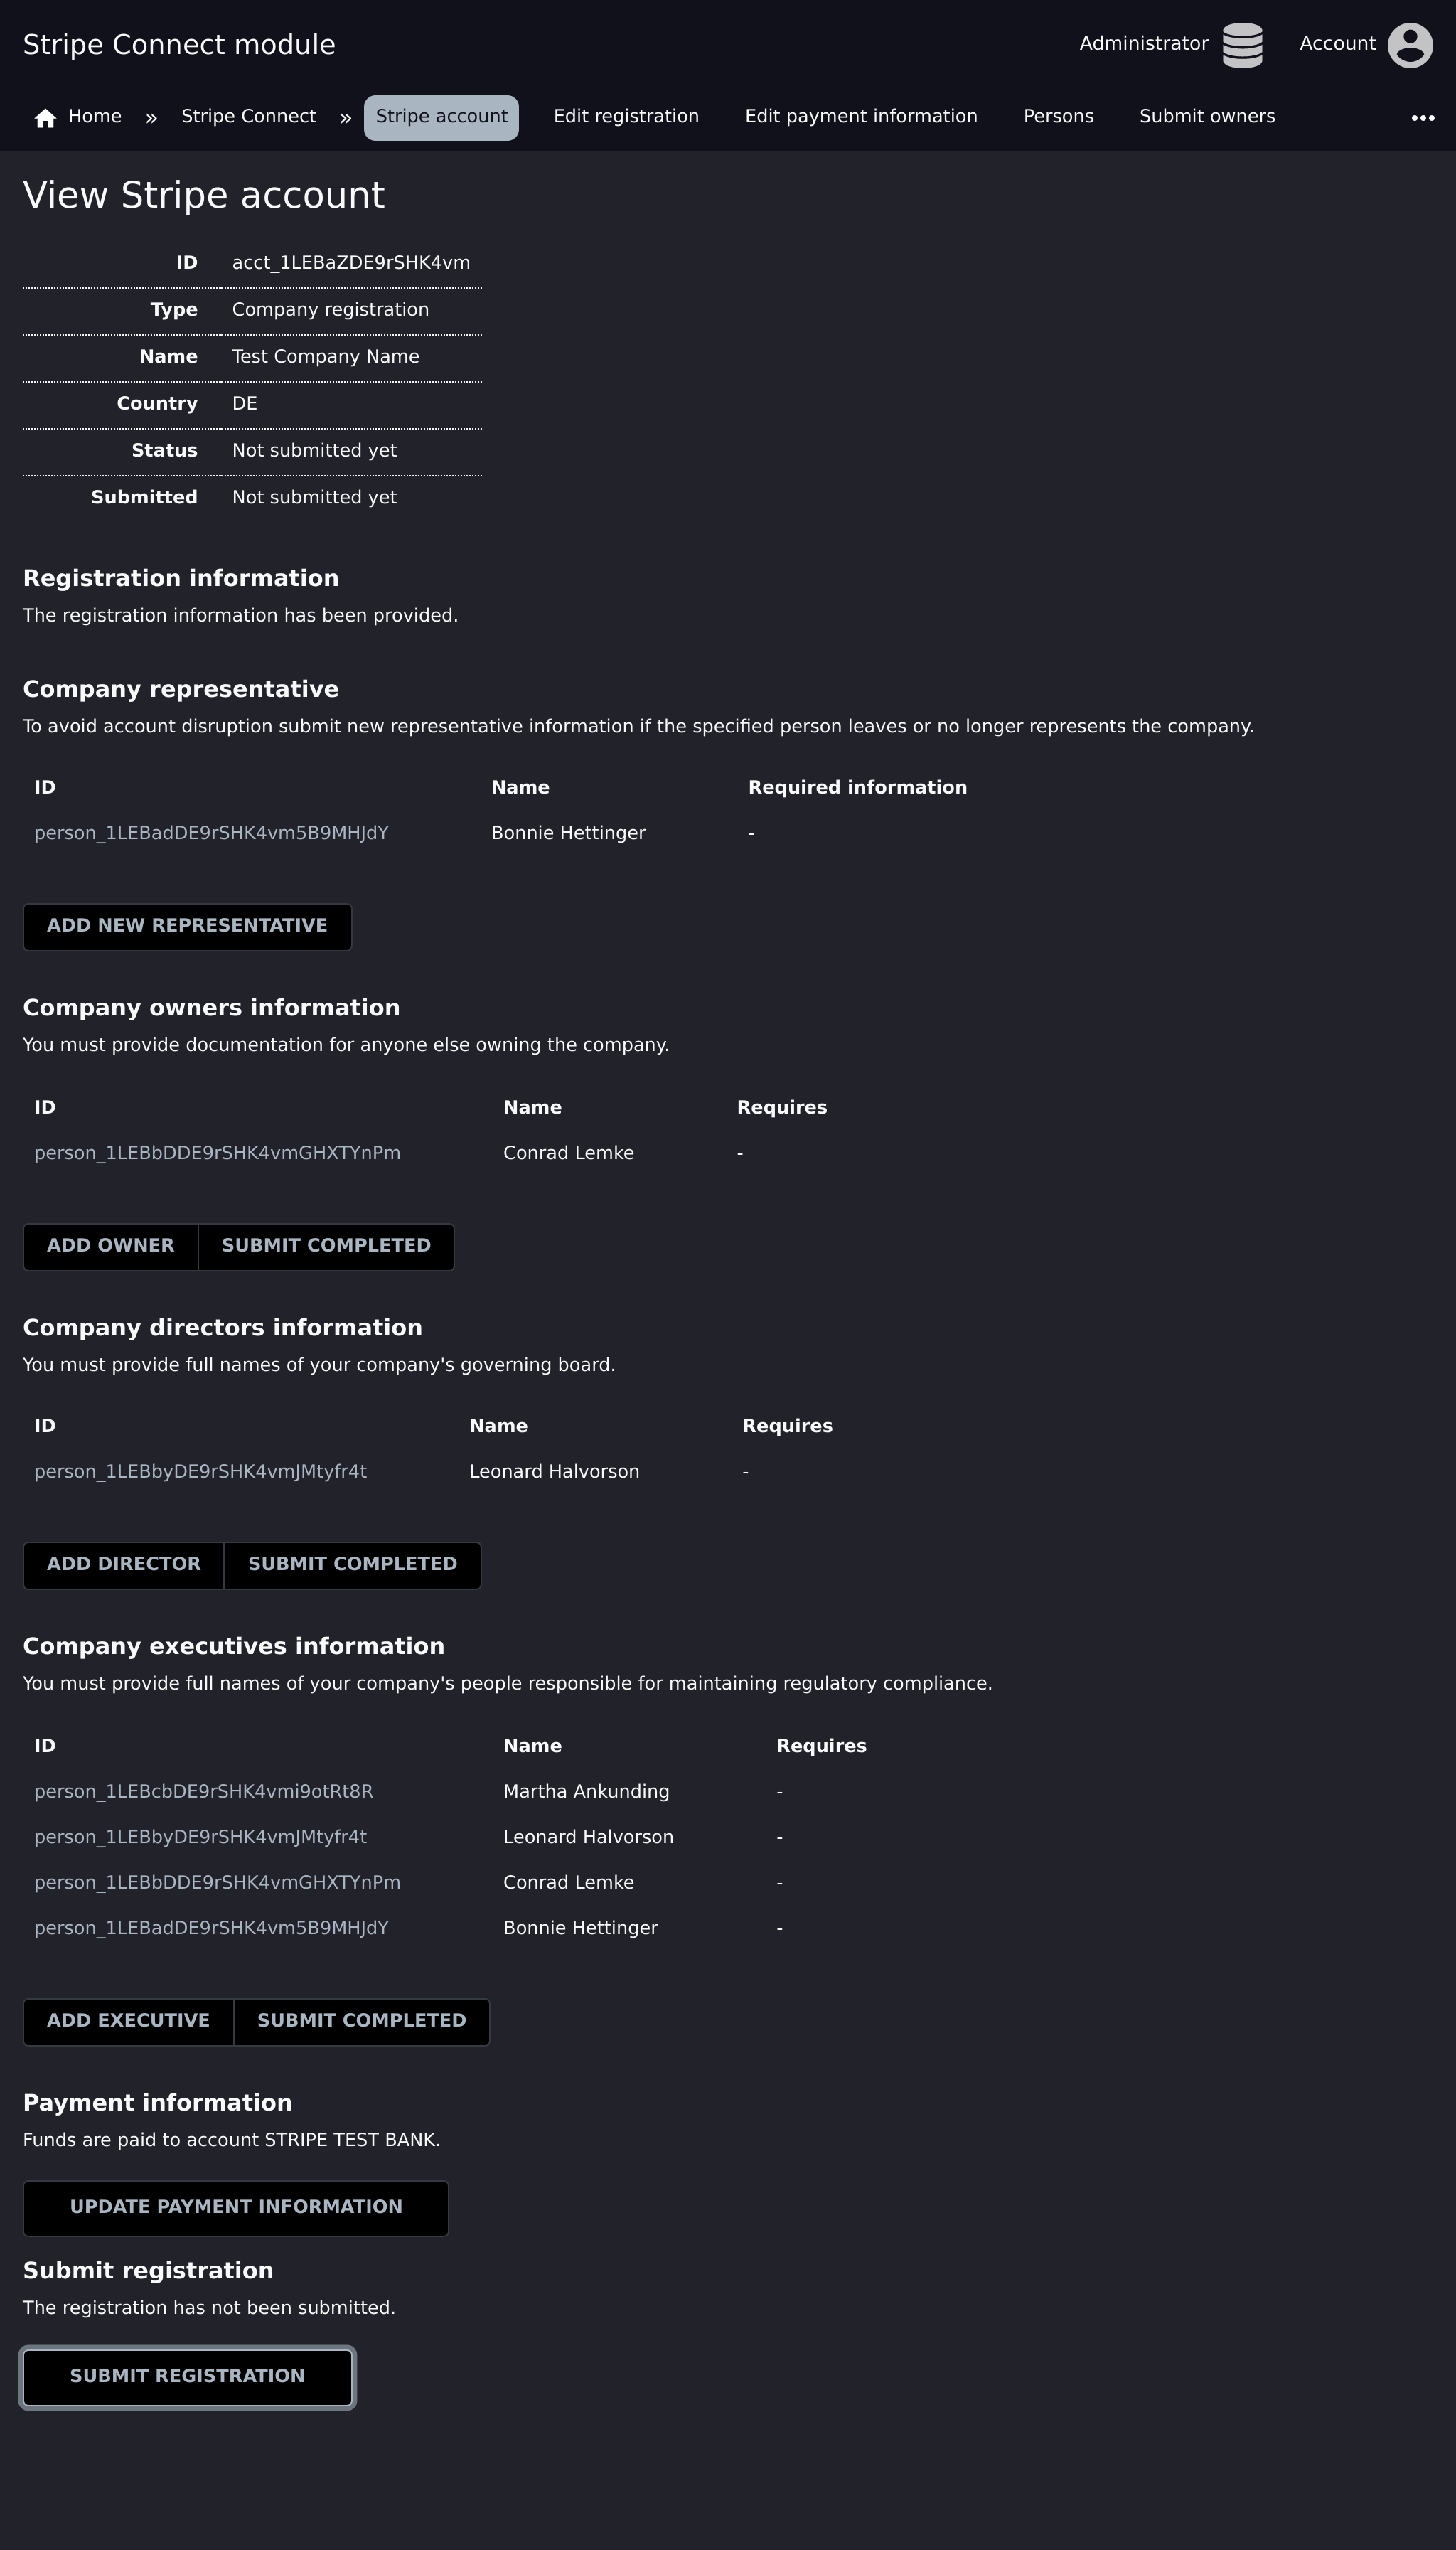 Stripe Connect module
Administrator
Account
Home » Stripe Connect » Stripe account Edit registration Edit payment information Persons Submit owners •••
View Stripe account
ID acct_1LEBaZDE9rSHK4vm
Type Company registration
Name Test Company Name
Country DE
Status Not submitted yet
Submitted Not submitted yet
Registration information
The registration information has been provided.
Company representative
To avoid account disruption submit new representative information if the specified person leaves or no longer represents the company.
ID Name Required information
person_1LEBadDE9rSHK4vm5B9MHJdY Bonnie Hettinger -
ADD NEW REPRESENTATIVE
Company owners information
You must provide documentation for anyone else owning the company.
ID Name Requires
person_1LEBbDDE9rSHK4vmGHXTYnPm Conrad Lemke -
ADD OWNER SUBMIT COMPLETED
Company directors information
You must provide full names of your company's governing board.
ID Name Requires
person_1LEBbyDE9rSHK4vmJMtyfr4t Leonard Halvorson -
ADD DIRECTOR SUBMIT COMPLETED
Company executives information
You must provide full names of your company's people responsible for maintaining regulatory compliance.
ID Name Requires
person_1LEBcbDE9rSHK4vmi9otRt8R Martha Ankunding -
person_1LEBbyDE9rSHK4vmJMtyfr4t Leonard Halvorson -
person_1LEBbDDE9rSHK4vmGHXTYnPm Conrad Lemke -
person_1LEBadDE9rSHK4vm5B9MHJdY Bonnie Hettinger -
ADD EXECUTIVE SUBMIT COMPLETED
Payment information
Funds are paid to account STRIPE TEST BANK.
UPDATE PAYMENT INFORMATION
Submit registration
The registration has not been submitted.
SUBMIT REGISTRATION